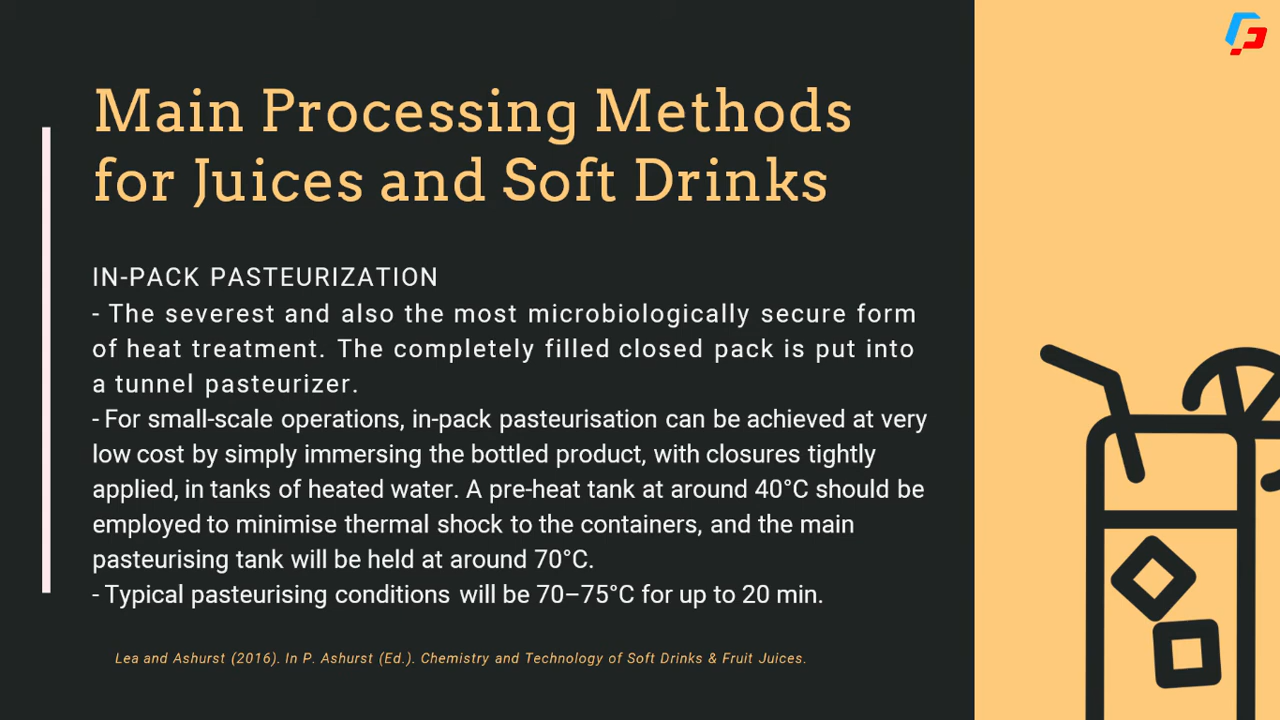 Main Processing Methods
for Juices and Soft Drinks
IN-PACK PASTEURIZATION
- The severest and also the most microbiologically secure form
of heat treatment. The completely filled closed pack is put into
a tunnel pasteurizer.
- For small-scale operations, in-pack pasteurisation can be achieved at very
low cost by simply immersing the bottled product, with closures tightly
applied, in tanks of heated water. A pre-heat tank at around 40°C should be
employed to minimise thermal shock to the containers, and the main
pasteurising tank will be held at around 70°C.
- Typical pasteurising conditions will be 70–75°C for up to 20 min.
Lea and Ashurst (2016). In P. Ashurst (Ed.). Chemistry and Technology of Soft Drinks & Fruit Juices.